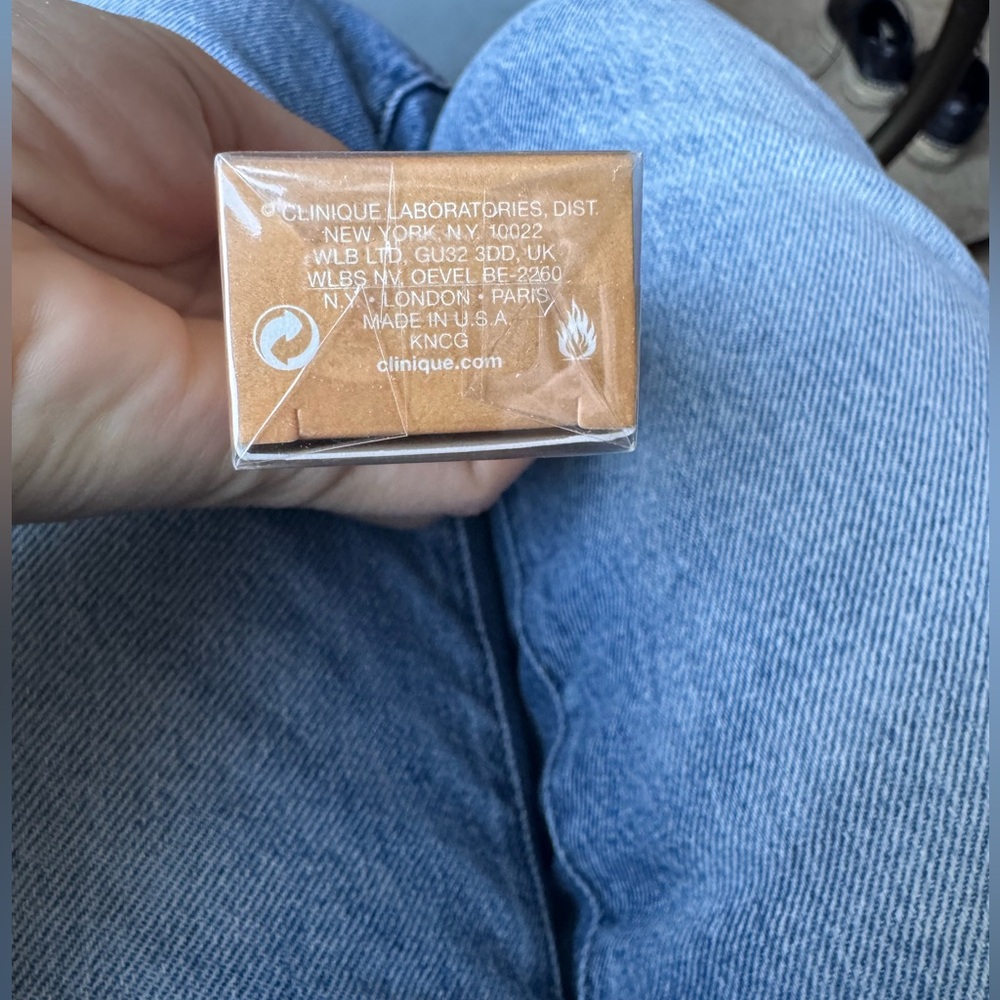 © CLINIQUE LABORATORIES, DIST.
NEW YORK, N.Y. 10022
WLB LTD, GU32 3DD, UK
WLBS NV, OEVEL BE-2260
N.Y. • LONDON • PARIS
MADE IN U.S.A.
KNCG
clinique.com